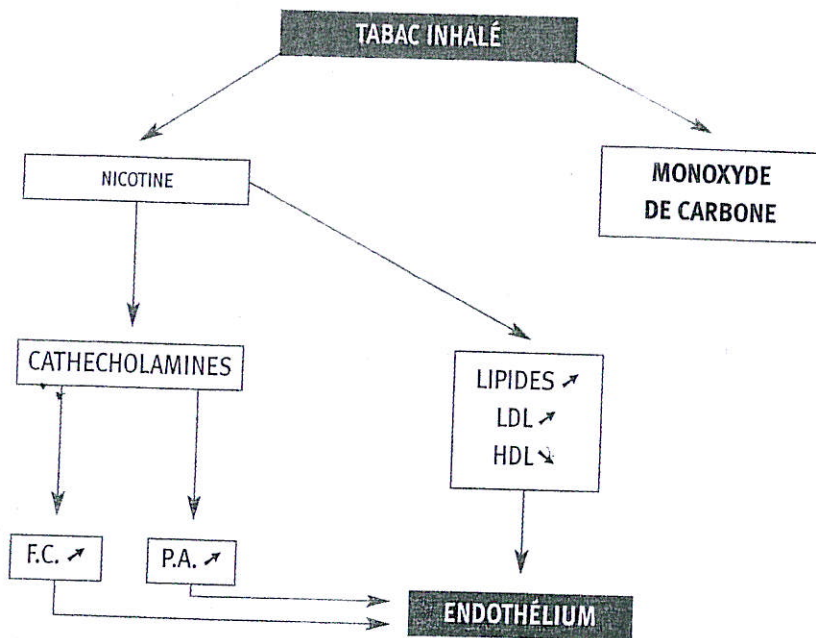 TABAC INHALÉ
NICOTINE
MONOXYDE
DE CARBONE
CATHECHOLAMINES
LIPIDES ↗
LDL ↗
HDL ↘
F.C. ↗
P.A. ↗
ENDOTHÉLIUM